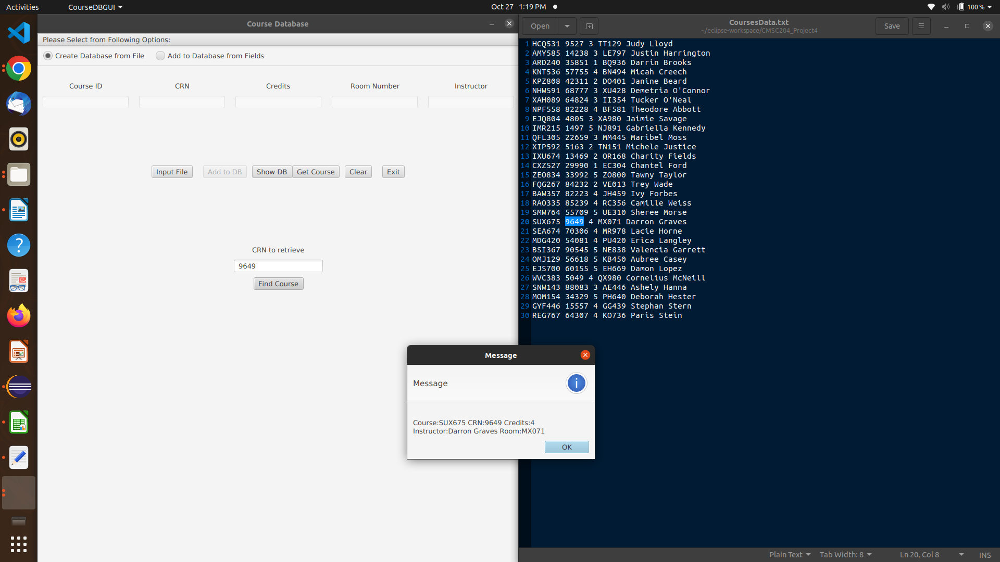 Activities
CourseDBGUI
Oct 27 1:19 PM
100 %
Course Database
Please Select from Following Options:
Create Database from File
Add to Database from Fields
Course ID
CRN
Credits
Room Number
Instructor
Input File
Add to DB
Show DB
Get Course
Clear
Exit
CRN to retrieve
9649
Find Course
Open
CoursesData.txt
~/eclipse-workspace/CMSC204_Project4
Save
1 HCQ531 9527 3 TT129 Judy Lloyd
2 AMY585 14238 3 LE797 Justin Harrington
3 ARD240 35851 1 BQ936 Darrin Brooks
4 KNT536 57755 4 BN494 Micah Creech
5 KPZ808 42311 2 DO401 Janine Beard
6 NHW591 68777 3 XU428 Demetria O'Connor
7 XAH089 64824 3 II354 Tucker O'Neal
8 NPF558 82228 4 BF581 Theodore Abbott
9 EJQ804 4805 3 XA980 Jaimie Savage
10 IMR215 1497 5 NJ891 Gabriella Kennedy
11 QFL305 22659 3 MM445 Maribel Moss
12 XIP592 5163 2 TN151 Michele Justice
13 IXU674 13469 2 OR168 Charity Fields
14 CXZ527 29990 1 EC304 Chantel Ford
15 ZEO834 33992 5 ZO800 Tawny Taylor
16 FQG267 84232 2 VE013 Trey Wade
17 BAW357 82223 4 JH459 Ivy Forbes
18 RAO335 85239 4 RC356 Camille Weiss
19 SMW764 55709 5 UE310 Sheree Morse
20 SUX675 9649 4 MX071 Darron Graves
21 SEA674 70306 4 MR978 Lacie Horne
22 MDG420 54081 4 PU420 Erica Langley
23 BSI367 90545 5 NE838 Valencia Garrett
24 OMJ129 56618 5 KB450 Aubree Casey
25 EJS700 60155 5 EH669 Damon Lopez
26 WVC383 5049 4 QX980 Cornelius McNeill
27 SNW143 88083 3 AE446 Ashely Hanna
28 MOM154 34329 5 PH640 Deborah Hester
29 GYF446 15557 4 GG439 Stephan Stern
30 REG767 64307 4 KO736 Paris Stein
Message
Message
Course:SUX675 CRN:9649 Credits:4
Instructor:Darron Graves Room:MX071
OK
Plain Text
Tab Width: 8
Ln 20, Col 8
INS